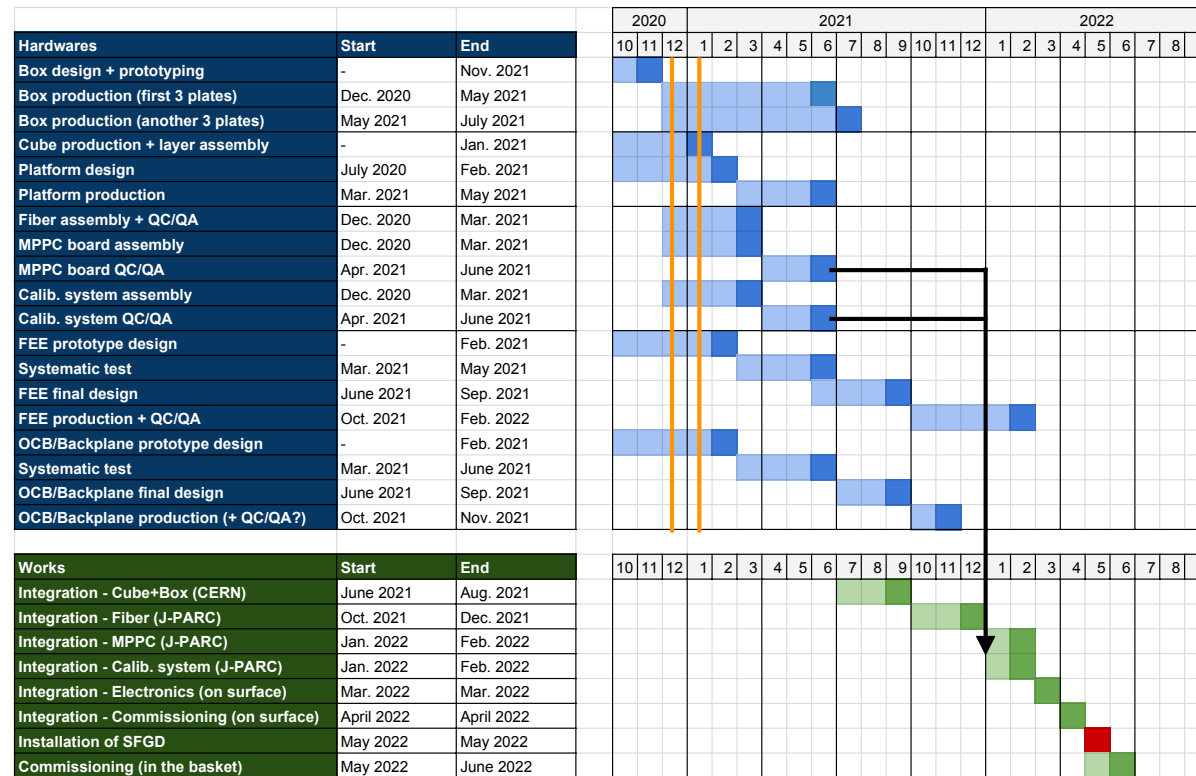 2020 2021 2022
Hardwares Start End 10 11 12 1 2 3 4 5 6 7 8 9 10 11 12 1 2 3 4 5 6 7 8
Box design + prototyping - Nov. 2021
Box production (first 3 plates) Dec. 2020 May 2021
Box production (another 3 plates) May 2021 July 2021
Cube production + layer assembly - Jan. 2021
Platform design July 2020 Feb. 2021
Platform production Mar. 2021 May 2021
Fiber assembly + QC/QA Dec. 2020 Mar. 2021
MPPC board assembly Dec. 2020 Mar. 2021
MPPC board QC/QA Apr. 2021 June 2021
Calib. system assembly Dec. 2020 Mar. 2021
Calib. system QC/QA Apr. 2021 June 2021
FEE prototype design - Feb. 2021
Systematic test Mar. 2021 May 2021
FEE final design June 2021 Sep. 2021
FEE production + QC/QA Oct. 2021 Feb. 2022
OCB/Backplane prototype design - Feb. 2021
Systematic test Mar. 2021 June 2021
OCB/Backplane final design June 2021 Sep. 2021
OCB/Backplane production (+ QC/QA?) Oct. 2021 Nov. 2021
Works Start End 10 11 12 1 2 3 4 5 6 7 8 9 10 11 12 1 2 3 4 5 6 7 8
Integration - Cube+Box (CERN) June 2021 Aug. 2021
Integration - Fiber (J-PARC) Oct. 2021 Dec. 2021
Integration - MPPC (J-PARC) Jan. 2022 Feb. 2022
Integration - Calib. system (J-PARC) Jan. 2022 Feb. 2022
Integration - Electronics (on surface) Mar. 2022 Mar. 2022
Integration - Commissioning (on surface) April 2022 April 2022
Installation of SFGD May 2022 May 2022
Commissioning (in the basket) May 2022 June 2022